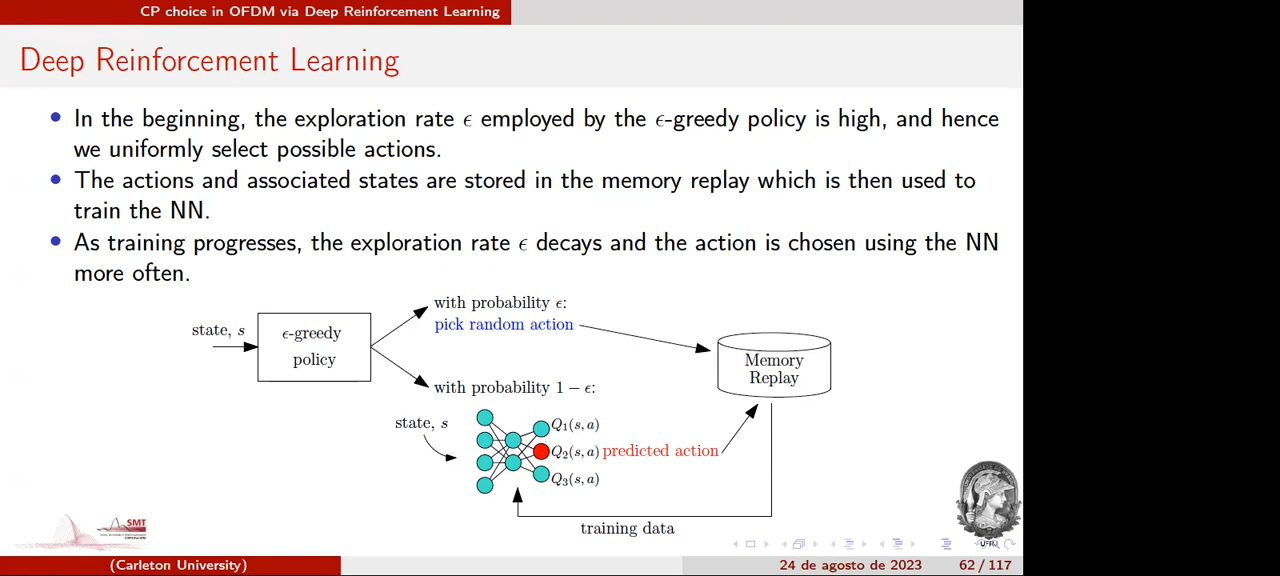 CP choice in OFDM via Deep Reinforcement Learning
Deep Reinforcement Learning
In the beginning, the exploration rate ϵ employed by the ϵ-greedy policy is high, and hence
we uniformly select possible actions.
The actions and associated states are stored in the memory replay which is then used to
train the NN.
As training progresses, the exploration rate ϵ decays and the action is chosen using the NN
more often.
with probability ϵ:
pick random action
state, s
ϵ-greedy
policy
Memory
Replay
with probability 1 − ϵ:
state, s
Q₁(s, a)
Q₂(s, a) predicted action
Q₃(s, a)
training data
SMT
UFRJ
(Carleton University)
24 de agosto de 2023
62 / 117